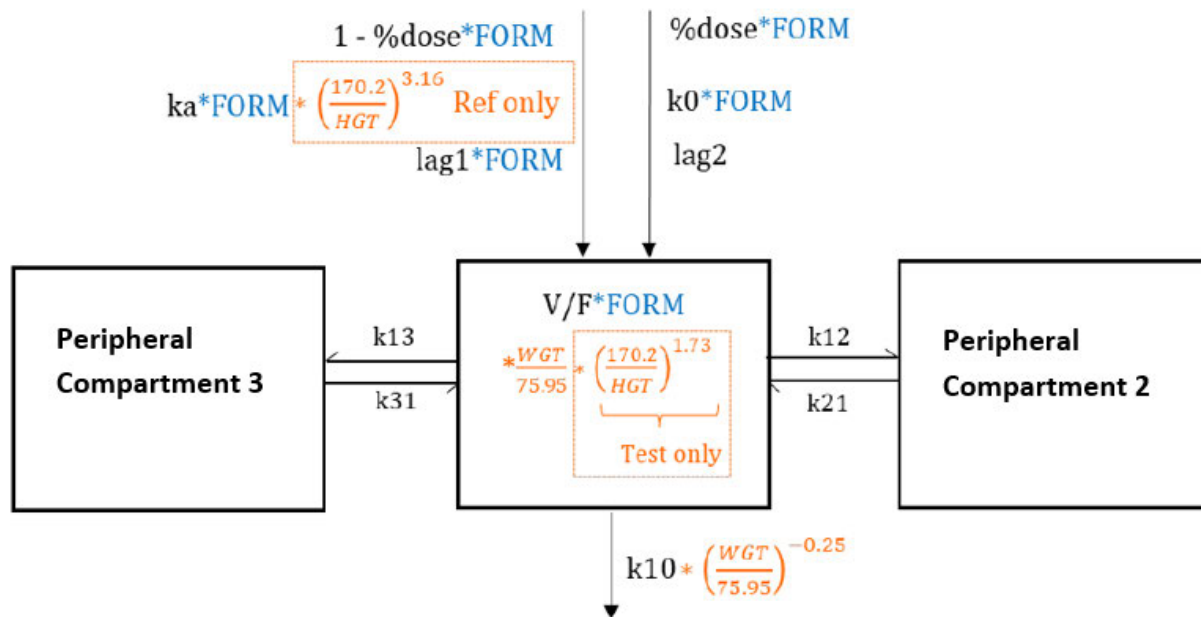 1 - %dose*FORM
%dose*FORM
ka*FORM * (170.2/HGT)^3.16 Ref only
k0*FORM
lag1*FORM
lag2
Peripheral
Compartment 3
k13
k31
V/F*FORM
*WGT/75.95 * (170.2/HGT)^1.73
Test only
k12
k21
Peripheral
Compartment 2
k10 * (WGT/75.95)^−0.25